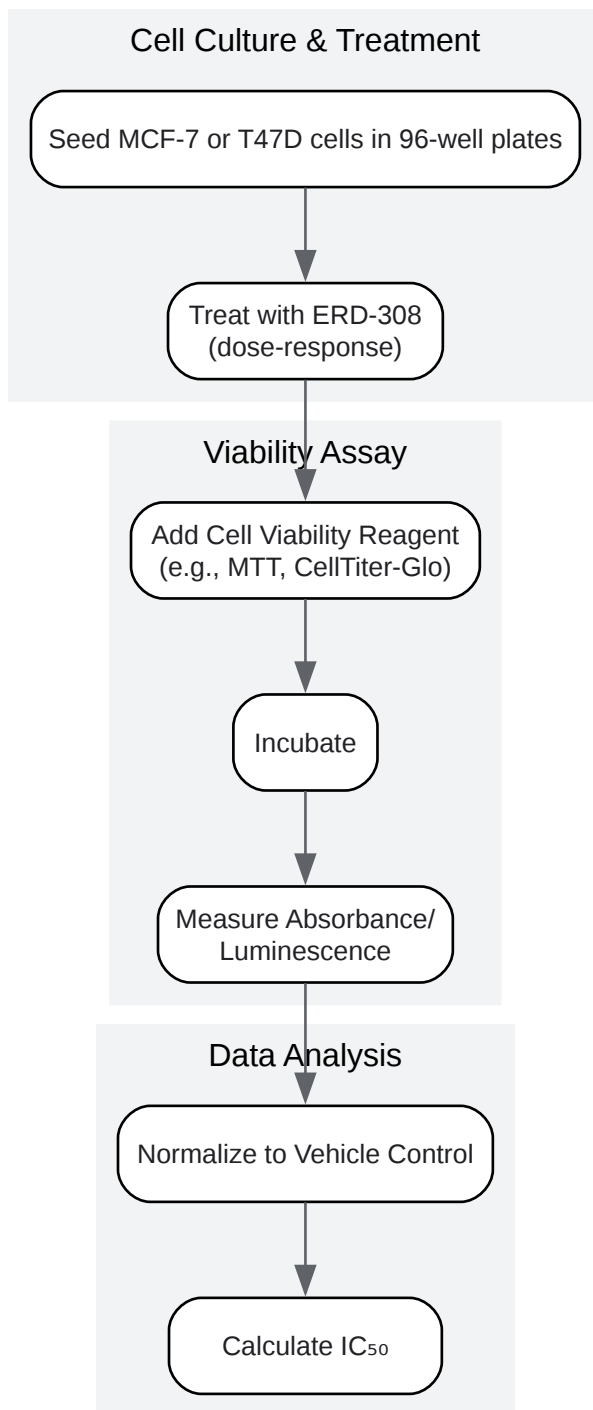 Cell Culture & Treatment
Seed MCF-7 or T47D cells in 96-well plates
Treat with ERD-308
(dose-response)
Viability Assay
Add Cell Viability Reagent
(e.g., MTT, CellTiter-Glo)
Incubate
Measure Absorbance/
Luminescence
Data Analysis
Normalize to Vehicle Control
Calculate IC₅₀